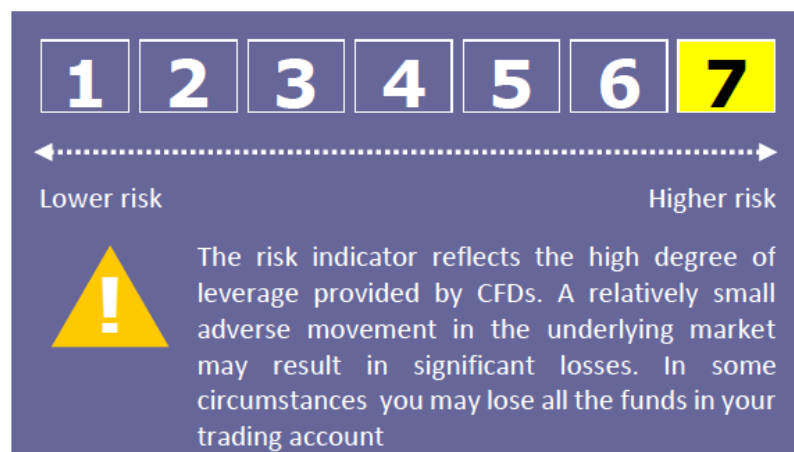 1 2 3 4 5 6 7
Lower risk Higher risk
!
The risk indicator reflects the high degree of
leverage provided by CFDs. A relatively small
adverse movement in the underlying market
may result in significant losses. In some
circumstances you may lose all the funds in your
trading account